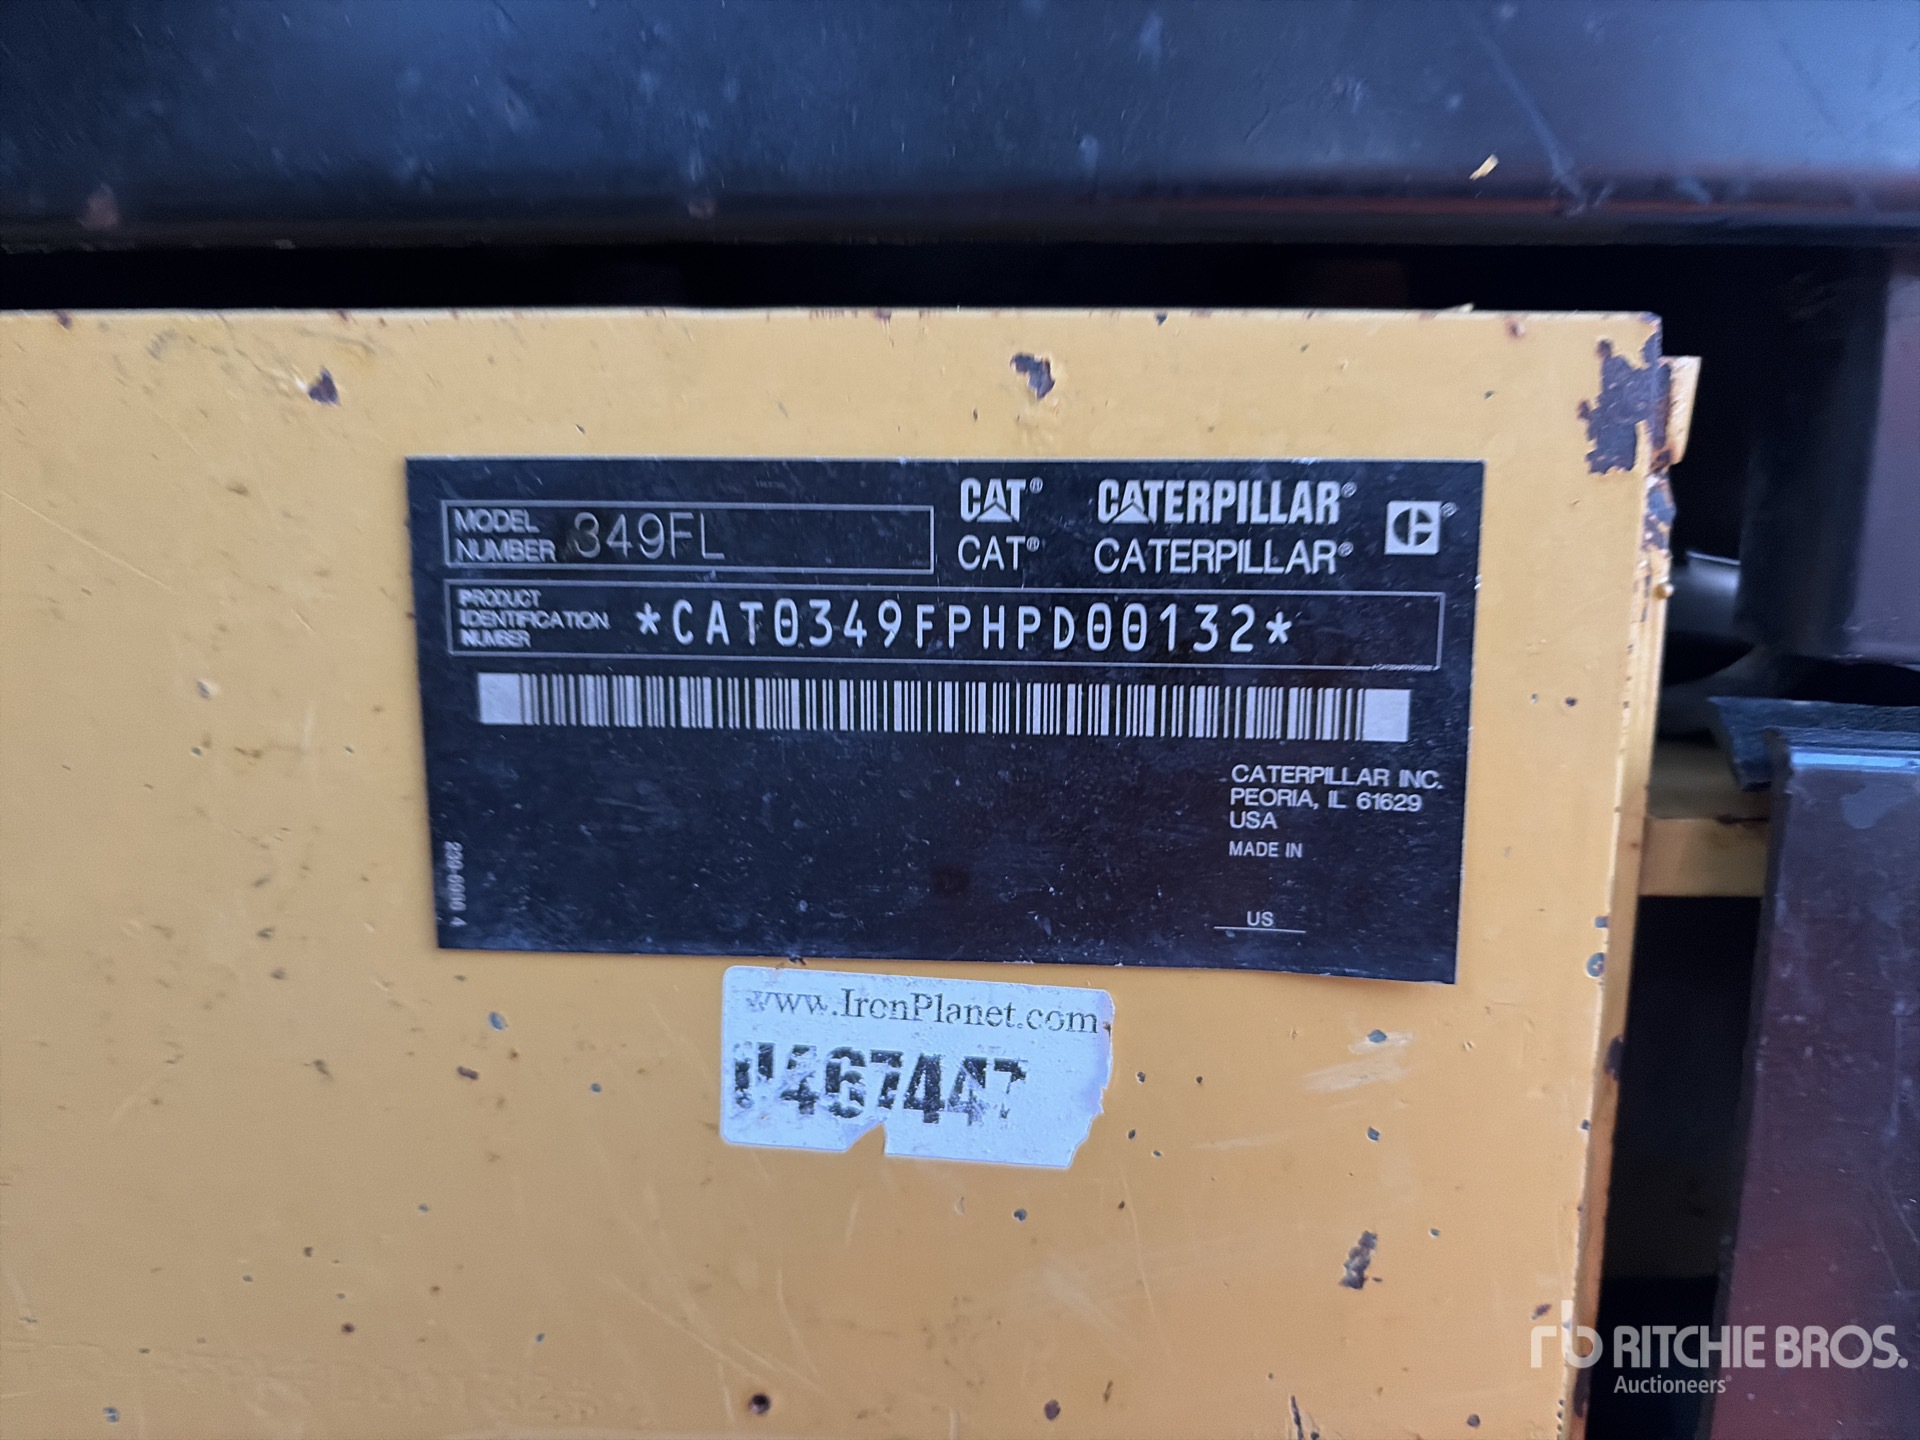 MODEL NUMBER 349FL
CAT® CATERPILLAR®
CAT® CATERPILLAR®
PRODUCT IDENTIFICATION NUMBER *CAT0349FPHPD00132*
CATERPILLAR INC.
PEORIA, IL 61629
USA
MADE IN
US
www.IronPlanet.com
rb RITCHIE BROS.
Auctioneers